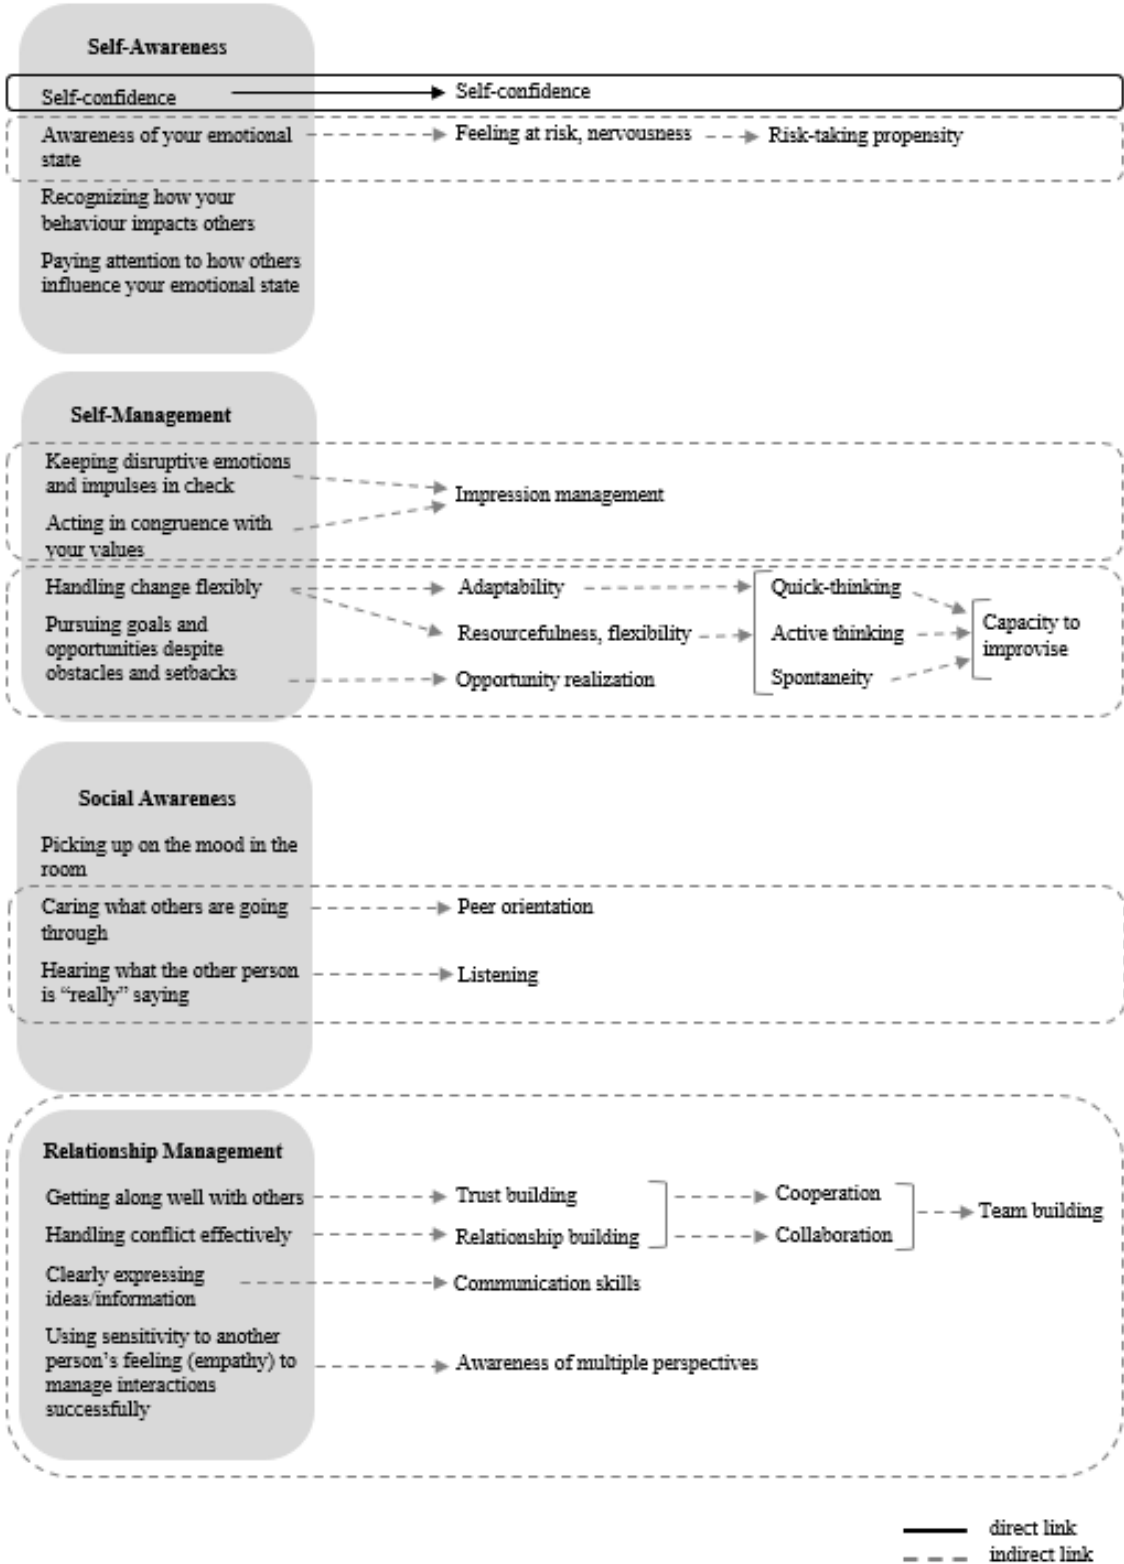 Self-Awareness
Self-confidence
Self-confidence
Awareness of your emotional
state
Feeling at risk, nervousness
Risk-taking propensity
Recognizing how your
behaviour impacts others
Paying attention to how others
influence your emotional state
Self-Management
Keeping disruptive emotions
and impulses in check
Impression management
Acting in congruence with
your values
Handling change flexibly
Adaptability
Quick-thinking
Pursuing goals and
opportunities despite
obstacles and setbacks
Resourcefulness, flexibility
Active thinking
Capacity to
improvise
Opportunity realization
Spontaneity
Social Awareness
Picking up on the mood in the
room
Caring what others are going
through
Peer orientation
Hearing what the other person
is “really” saying
Listening
Relationship Management
Getting along well with others
Trust building
Cooperation
Team building
Handling conflict effectively
Relationship building
Collaboration
Clearly expressing
ideas/information
Communication skills
Using sensitivity to another
person’s feeling (empathy) to
manage interactions
successfully
Awareness of multiple perspectives
direct link
indirect link